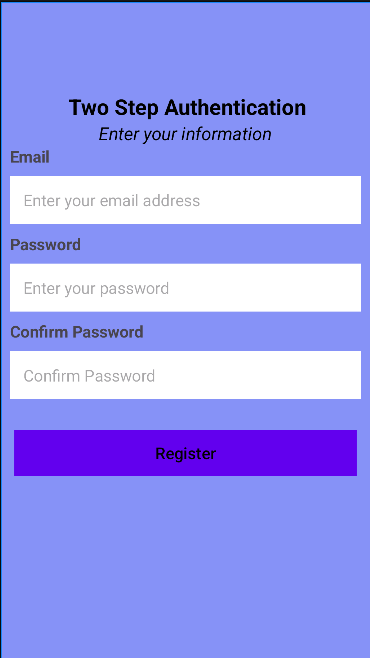 Two Step Authentication
Enter your information
Email
Enter your email address
Password
Enter your password
Confirm Password
Confirm Password
Register